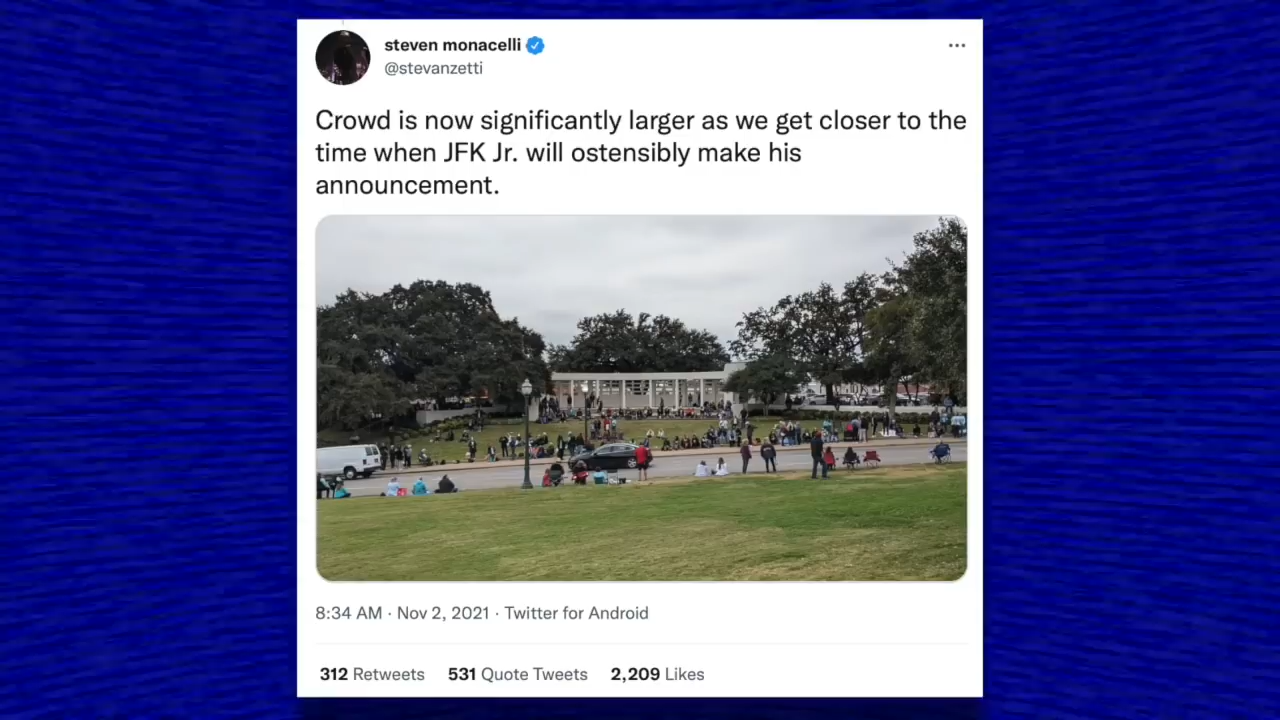 steven monacelli
@stevanzetti
Crowd is now significantly larger as we get closer to the
time when JFK Jr. will ostensibly make his
announcement.
8:34 AM · Nov 2, 2021 · Twitter for Android
312 Retweets 531 Quote Tweets 2,209 Likes